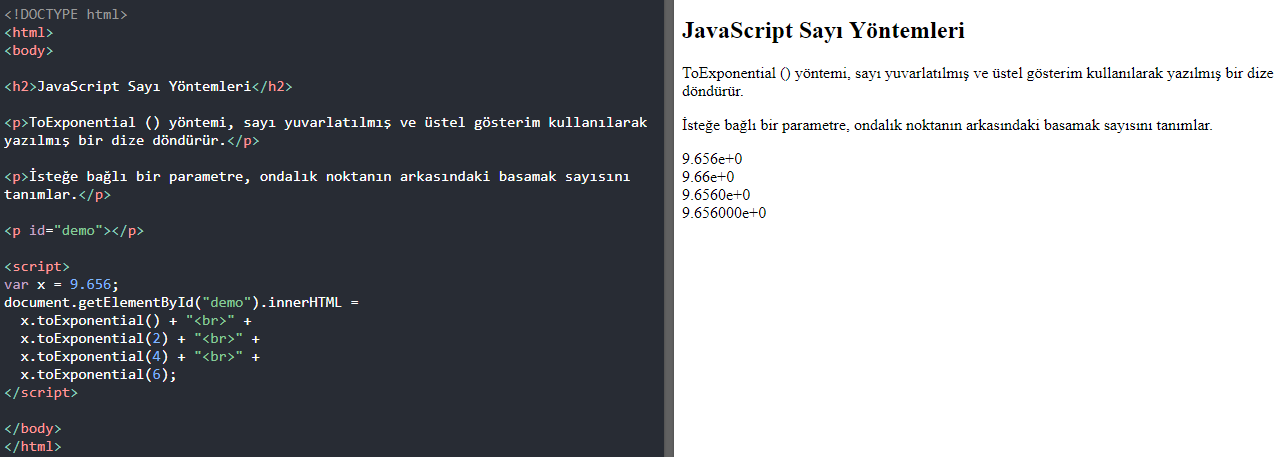 <!DOCTYPE html>
<html>
<body>
<h2>JavaScript Sayı Yöntemleri</h2>
<p>ToExponential () yöntemi, sayı yuvarlatılmış ve üstel gösterim kullanılarak
yazılmış bir dize döndürür.</p>
<p>İsteğe bağlı bir parametre, ondalık noktanın arkasındaki basamak sayısını
tanımlar.</p>
<p id="demo"></p>
<script>
var x = 9.656;
document.getElementById("demo").innerHTML =
  x.toExponential() + "<br>" +
  x.toExponential(2) + "<br>" +
  x.toExponential(4) + "<br>" +
  x.toExponential(6);
</script>
</body>
</html>
JavaScript Sayı Yöntemleri
ToExponential () yöntemi, sayı yuvarlatılmış ve üstel gösterim kullanılarak yazılmış bir dize
döndürür.
İsteğe bağlı bir parametre, ondalık noktanın arkasındaki basamak sayısını tanımlar.
9.656e+0
9.66e+0
9.6560e+0
9.656000e+0